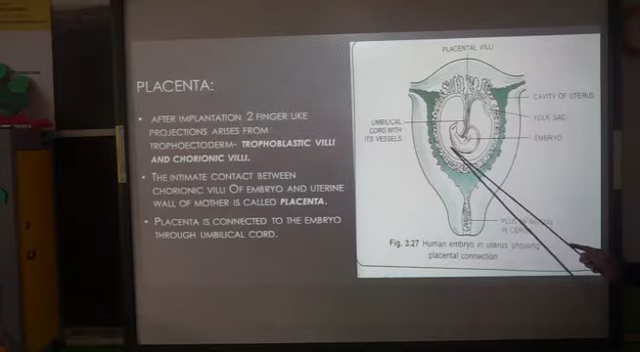 PLACENTA:
• AFTER IMPLANTATION 2 FINGER LIKE
PROJECTIONS ARISES FROM
TROPHOECTODERM- TROPHOBLASTIC VILLI
AND CHORIONIC VILLI.
• THE INTIMATE CONTACT BETWEEN
CHORIONIC VILLI OF EMBRYO AND UTERINE
WALL OF MOTHER IS CALLED PLACENTA.
• PLACENTA IS CONNECTED TO THE EMBRYO
THROUGH UMBILICAL CORD.
PLACENTAL VILLI
CAVITY OF UTERUS
YOLK SAC
EMBRYO
UMBILICAL
CORD WITH
ITS VESSELS
PLUG OF
IN
Fig. 3.27 Human embryo in uterus showing
placental connection